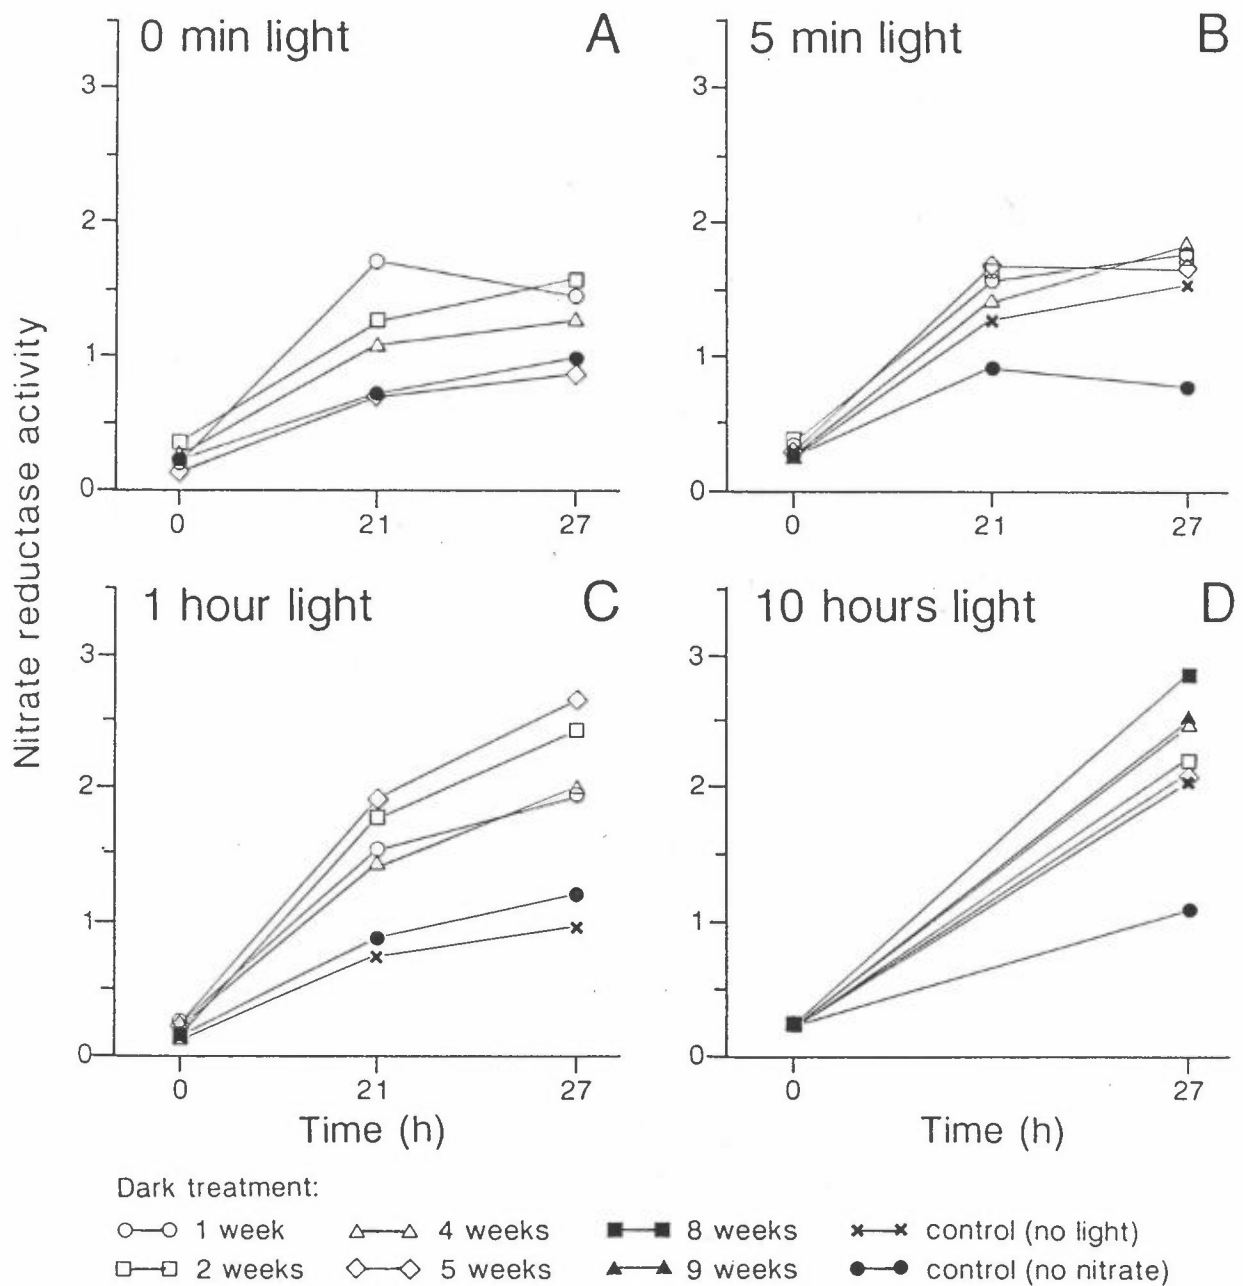 0 min light A
3
2
1
0
0 21 27
5 min light B
3
2
1
0
0 21 27
Nitrate reductase activity
1 hour light C
3
2
1
0
0 21 27
Time (h)
10 hours light D
3
2
1
0
0 27
Time (h)
Dark treatment:
1 week 4 weeks 8 weeks control (no light)
2 weeks 5 weeks 9 weeks control (no nitrate)